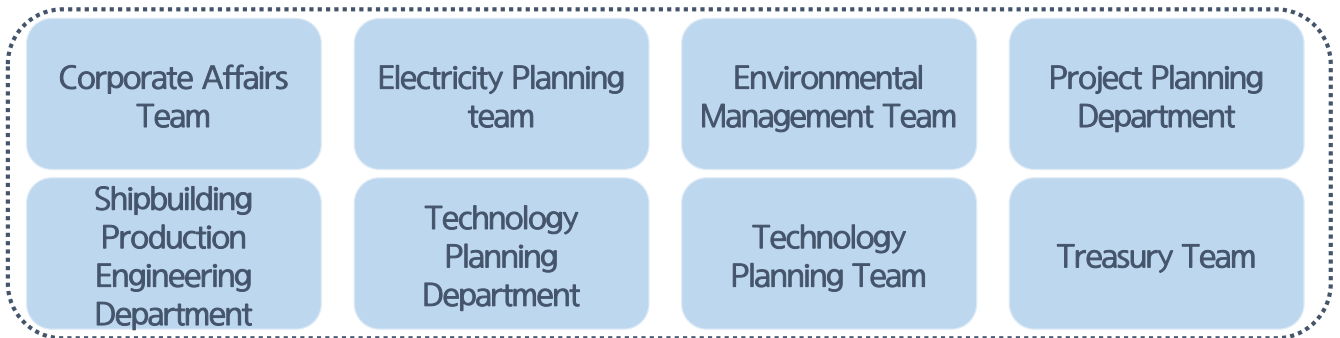 Corporate Affairs
Team
Electricity Planning
team
Environmental
Management Team
Project Planning
Department
Shipbuilding
Production
Engineering
Department
Technology
Planning
Department
Technology
Planning Team
Treasury Team